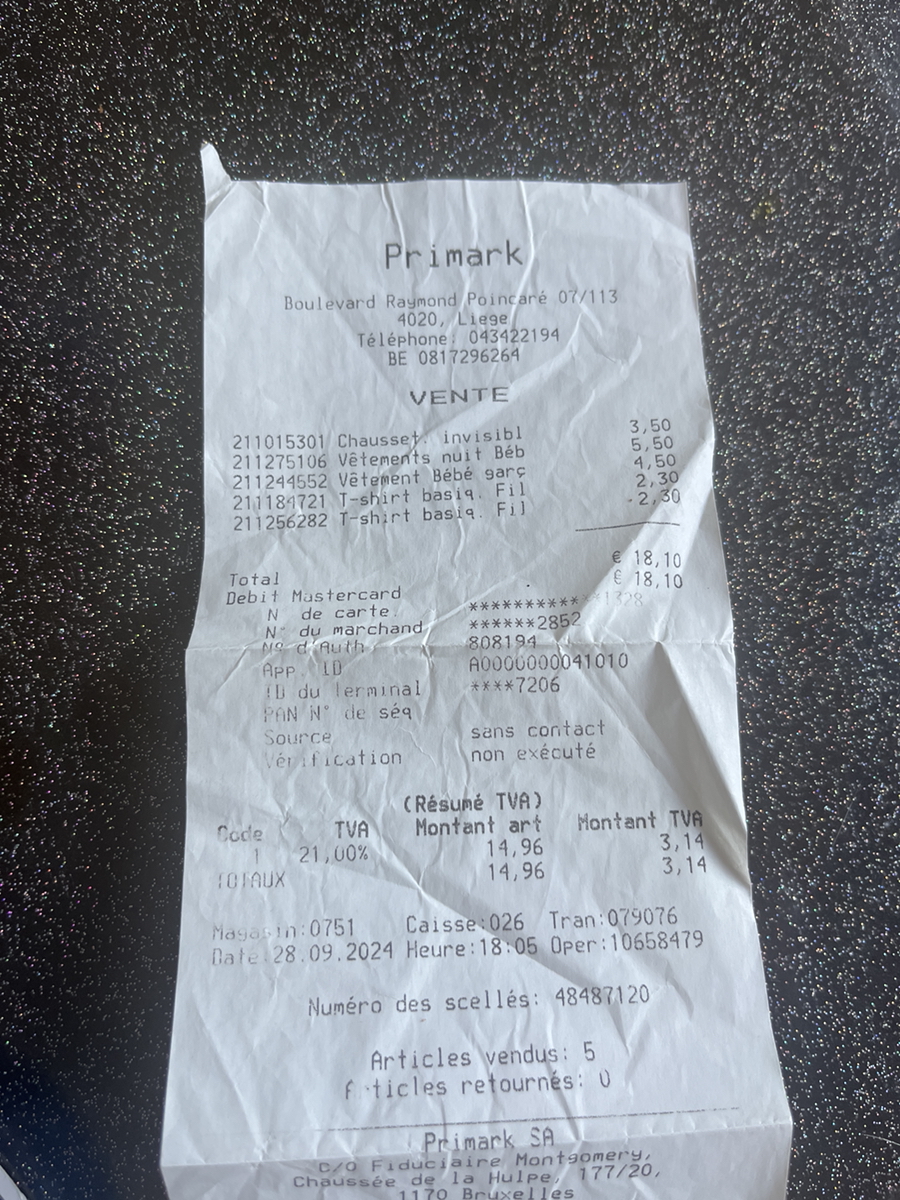 Primark
Boulevard Raymond Poincaré 07/113
4020, Liege
Téléphone: 043422194
BE 0817296264
VENTE
211015301 Chausset. invisibl 3,50
211275106 Vêtements nuit Béb 5,50
211244552 Vêtement Bébé garç 4,50
211184721 T-shirt basiq. Fil 2,30
211256282 T-shirt basiq. Fil 2,30
Total € 18,10
Debit Mastercard € 18,10
N° de carte. ************1328
N° du marchand ******2852
N° d'Auth 808194
App. ID A0000000041010
ID du Terminal ****7206
PAN N° de séq
Source sans contact
Vérification non exécuté
(Résumé TVA)
Code TVA Montant art Montant TVA
1 21,00% 14,96 3,14
TOTAUX 14,96 3,14
Magasin:0751 Caisse:026 Tran:079076
Date:28.09.2024 Heure:18:05 Oper:10658479
Numéro des scellés: 48487120
Articles vendus: 5
Articles retournés: 0
Primark SA
C/O Fiduciaire Montgomery,
Chaussée de la Hulpe, 177/20,
1170 Bruxelles